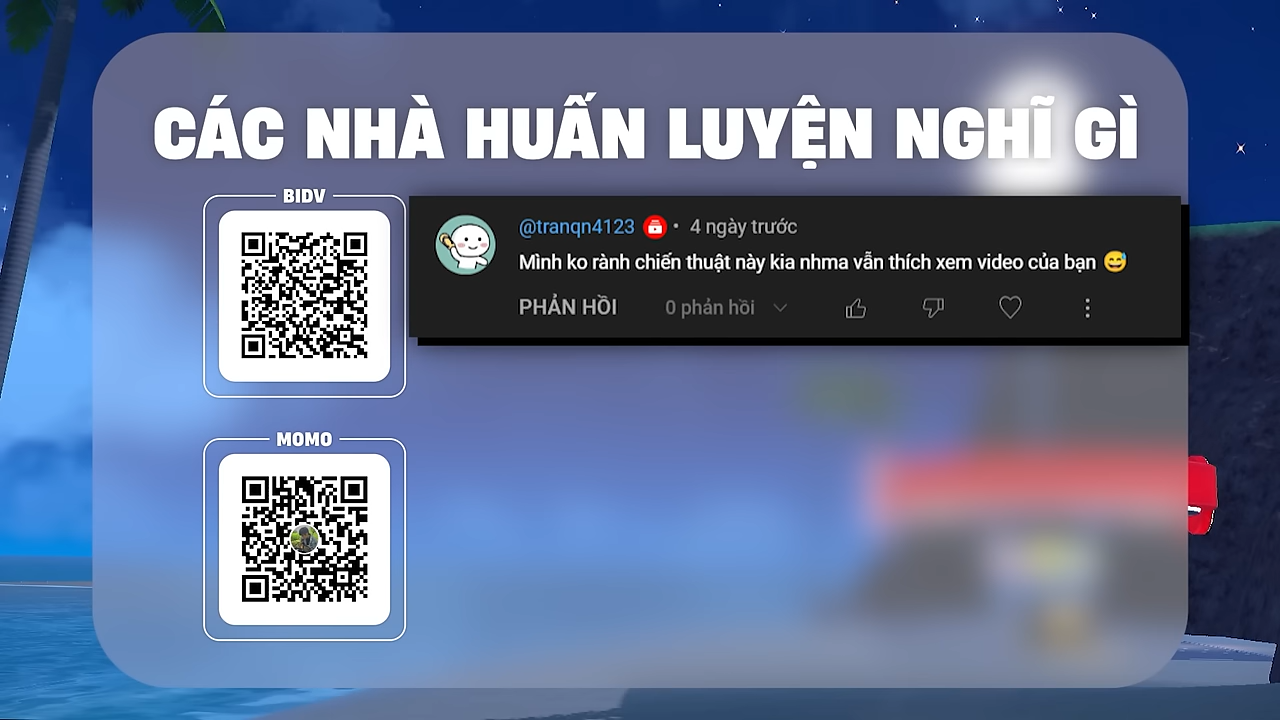 CÁC NHÀ HUẤN LUYỆN NGHĨ GÌ
BIDV
@tranqn4123 • 4 ngày trước
Mình ko rành chiến thuật này kia nhma vẫn thích xem video của bạn 😅
PHẢN HỒI 0 phản hồi
MOMO